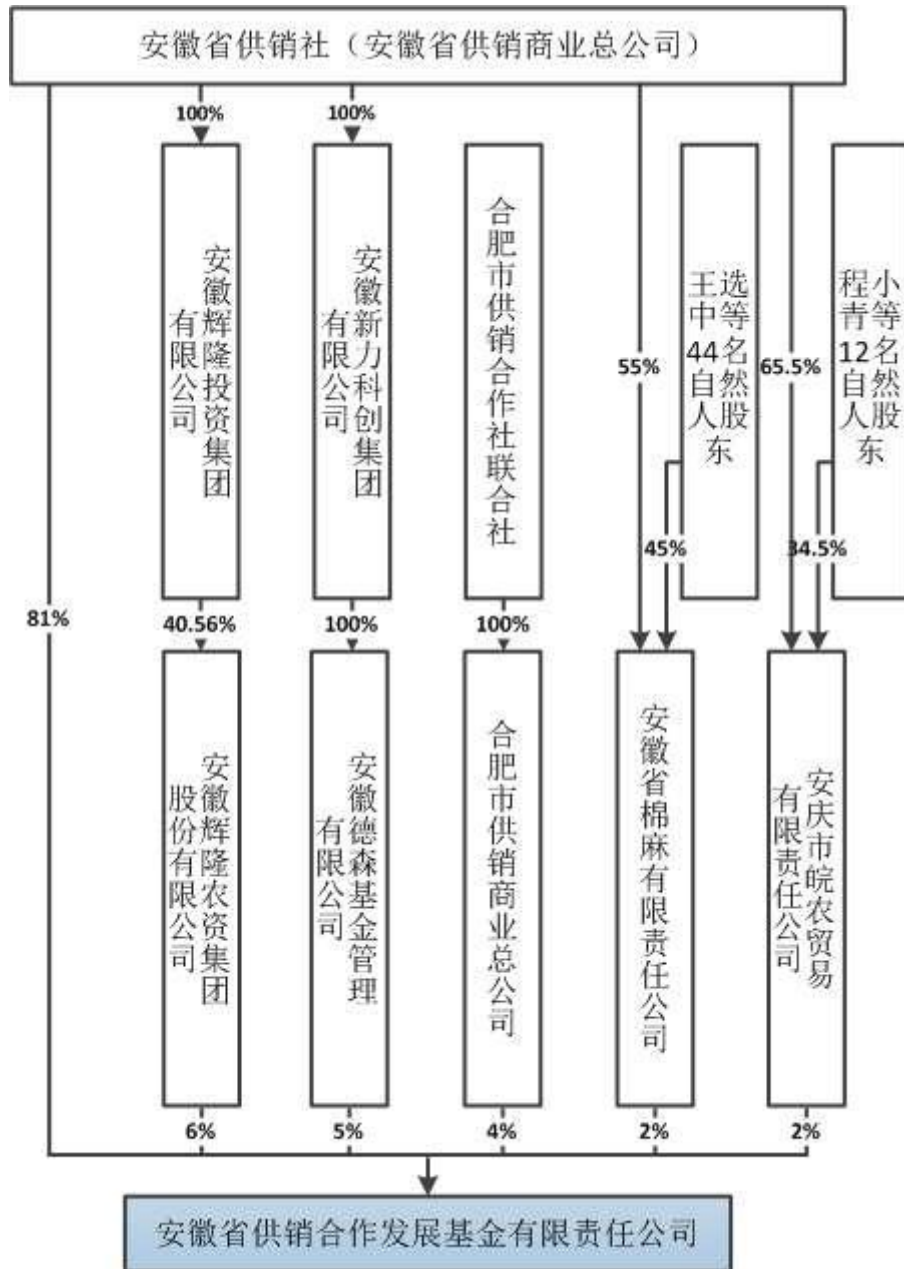 安徽省供销社（安徽省供销商业总公司）
100%
100%
安徽辉隆投资集团
有限公司
安徽新力科创集团
有限公司
合肥市供销合作社联合社
55%
王选
中等
44名
自然
人股
东
65.5%
程小
青等
12名
自然
人股
东
45%
34.5%
81%
40.56%
100%
100%
安徽辉隆农资集团
股份有限公司
安徽德森基金管理
有限公司
合肥市供销商业总公司
安徽省棉麻有限责任公司
安庆市皖农贸易
有限责任公司
6%
5%
4%
2%
2%
安徽省供销合作发展基金有限责任公司